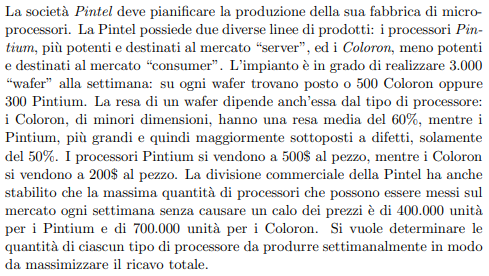 La società Pintel deve pianificare la produzione della sua fabbrica di micro-
processori. La Pintel possiede due diverse linee di prodotti: i processori Pin-
tium, più potenti e destinati al mercato “server”, ed i Coloron, meno potenti
e destinati al mercato “consumer”. L’impianto è in grado di realizzare 3.000
“wafer” alla settimana: su ogni wafer trovano posto o 500 Coloron oppure
300 Pintium. La resa di un wafer dipende anch’essa dal tipo di processore:
i Coloron, di minori dimensioni, hanno una resa media del 60%, mentre i
Pintium, più grandi e quindi maggiormente sottoposti a difetti, solamente
del 50%. I processori Pintium si vendono a 500$ al pezzo, mentre i Coloron
si vendono a 200$ al pezzo. La divisione commerciale della Pintel ha anche
stabilito che la massima quantità di processori che possono essere messi sul
mercato ogni settimana senza causare un calo dei prezzi è di 400.000 unità
per i Pintium e di 700.000 unità per i Coloron. Si vuole determinare le
quantità di ciascun tipo di processore da produrre settimanalmente in modo
da massimizzare il ricavo totale.